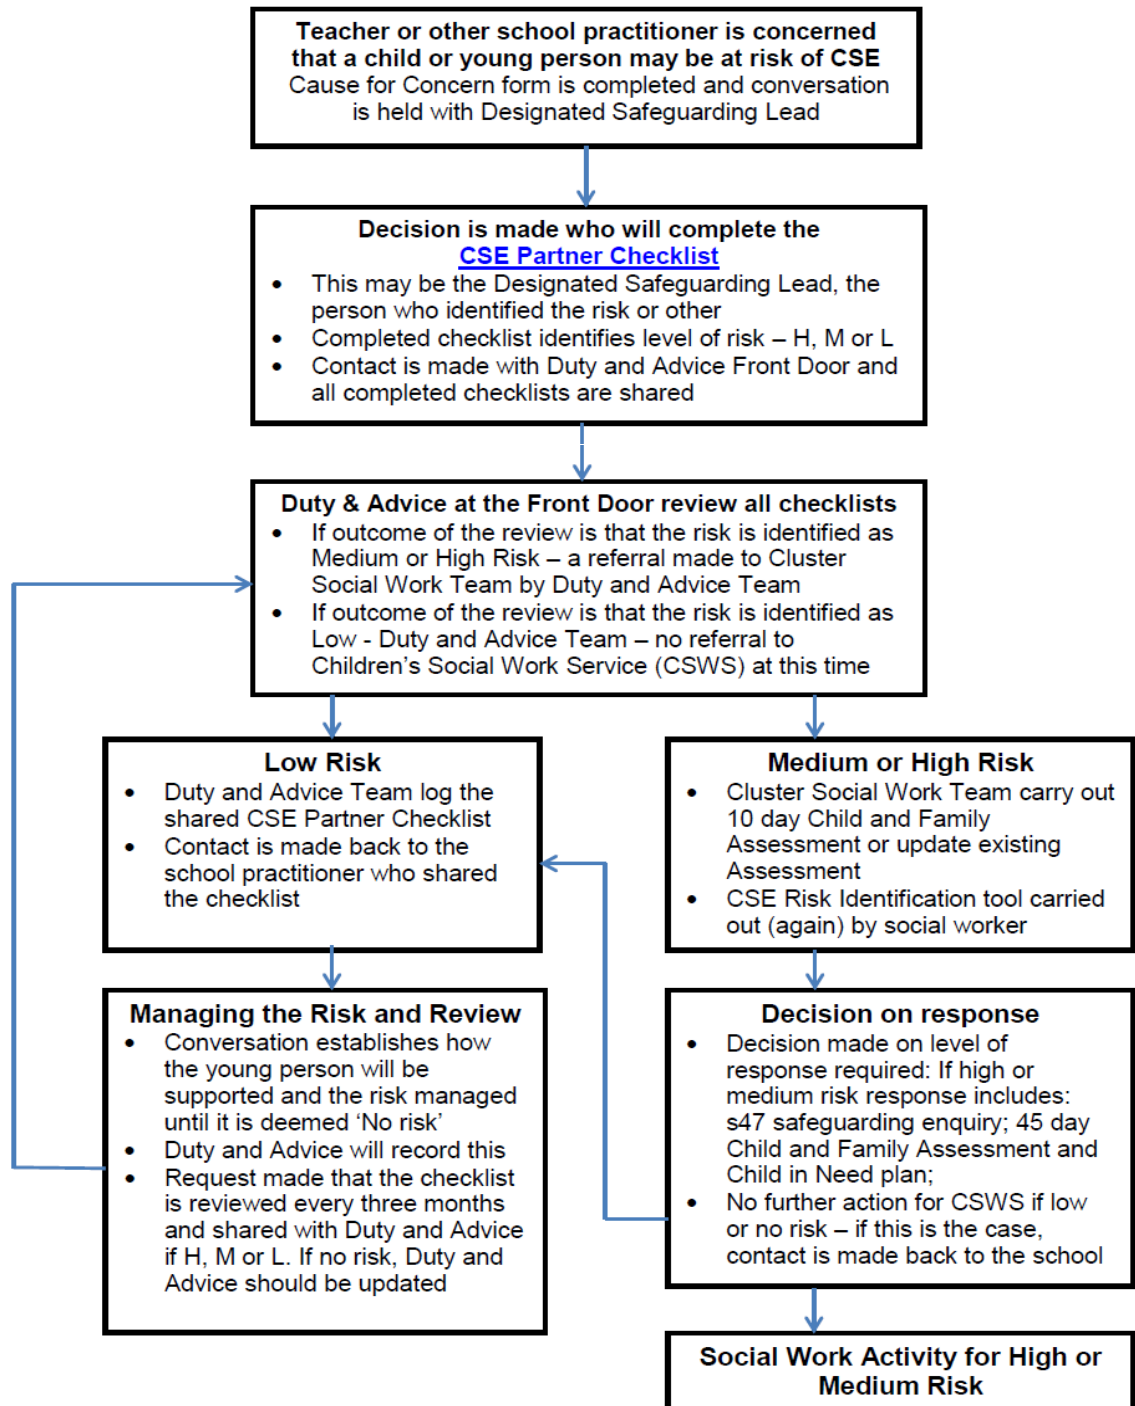 Teacher or other school practitioner is concerned
that a child or young person may be at risk of CSE
Cause for Concern form is completed and conversation
is held with Designated Safeguarding Lead
Decision is made who will complete the
CSE Partner Checklist
• This may be the Designated Safeguarding Lead, the
person who identified the risk or other
• Completed checklist identifies level of risk – H, M or L
• Contact is made with Duty and Advice Front Door and
all completed checklists are shared
Duty & Advice at the Front Door review all checklists
• If outcome of the review is that the risk is identified as
Medium or High Risk – a referral made to Cluster
Social Work Team by Duty and Advice Team
• If outcome of the review is that the risk is identified as
Low - Duty and Advice Team – no referral to
Children's Social Work Service (CSWS) at this time
Low Risk
• Duty and Advice Team log the
shared CSE Partner Checklist
• Contact is made back to the
school practitioner who shared
the checklist
Medium or High Risk
• Cluster Social Work Team carry out
10 day Child and Family
Assessment or update existing
Assessment
• CSE Risk Identification tool carried
out (again) by social worker
Managing the Risk and Review
• Conversation establishes how
the young person will be
supported and the risk managed
until it is deemed ‘No risk’
• Duty and Advice will record this
• Request made that the checklist
is reviewed every three months
and shared with Duty and Advice
if H, M or L. If no risk, Duty and
Advice should be updated
Decision on response
• Decision made on level of
response required: If high or
medium risk response includes:
s47 safeguarding enquiry; 45 day
Child and Family Assessment and
Child in Need plan;
• No further action for CSWS if low
or no risk – if this is the case,
contact is made back to the school
Social Work Activity for High or
Medium Risk